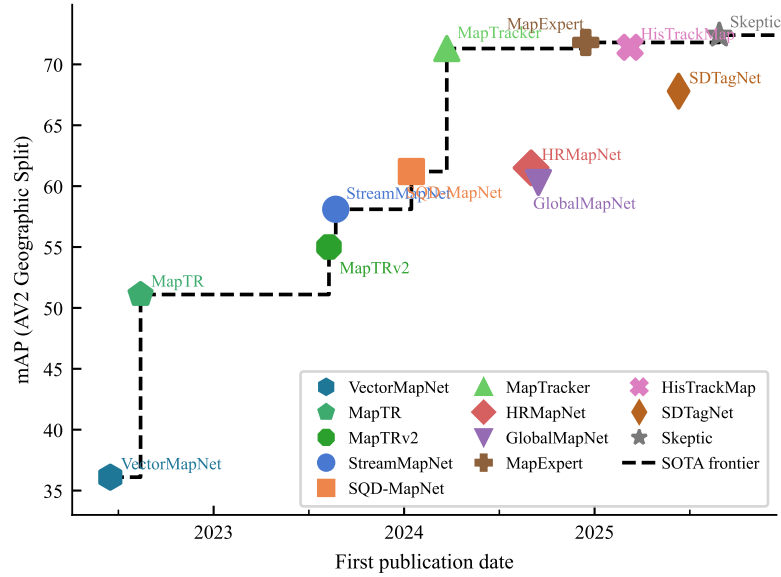 MapExpert
Skeptic
MapTracker
HisTrackMap
70
SDTagNet
65
HRMapNet
60
StreamMapNet
SQD-MapNet
GlobalMapNet
55
MapTRv2
MapTR
50
45
40
35
VectorMapNet
mAP (AV2 Geographic Split)
VectorMapNet
MapTR
MapTRv2
StreamMapNet
SQD-MapNet
MapTracker
HRMapNet
GlobalMapNet
MapExpert
HisTrackMap
SDTagNet
Skeptic
SOTA frontier
2023
2024
2025
First publication date